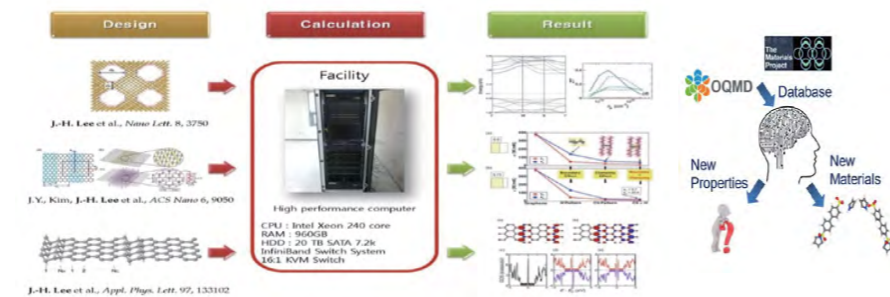 Design
Calculation
Result
J.-H. Lee et al., Nano Lett. 8, 3750
J.Y., Kim, J.-H. Lee et al., ACS Nano 6, 9050
J.-H. Lee et al., Appl. Phys. Lett. 97, 133102
Facility
High performance computer
CPU : Intel Xeon 240 core
RAM : 960GB
HDD : 20 TB SATA 7.2k
InfiniBand Switch System
16:1 KVM Switch
The
Materials
Project
OQMD
Database
New
Properties
New
Materials